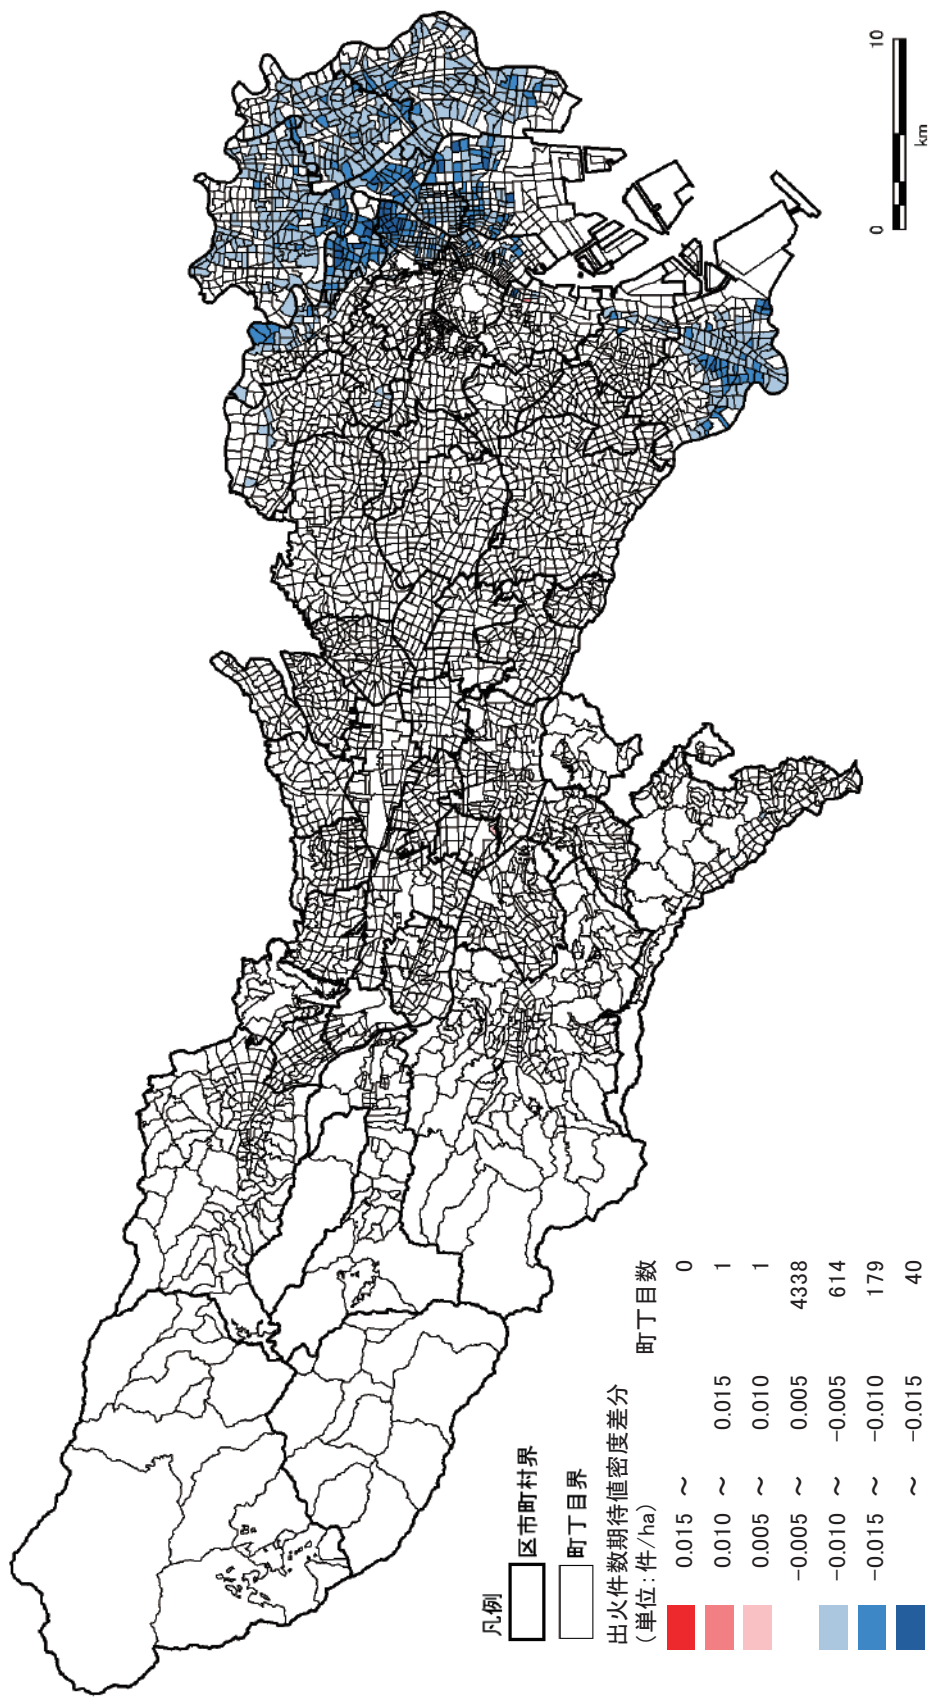 凡例
区市町村界
町丁目界
出火件数期待値密度差分
(単位:件/ha) 町丁目数
0.015 ～ 0
0.010 ～ 0.015 1
0.005 ～ 0.010 1
-0.005 ～ 0.005 4338
-0.010 ～ -0.005 614
-0.015 ～ -0.010 179
～ -0.015 40
0 10
km